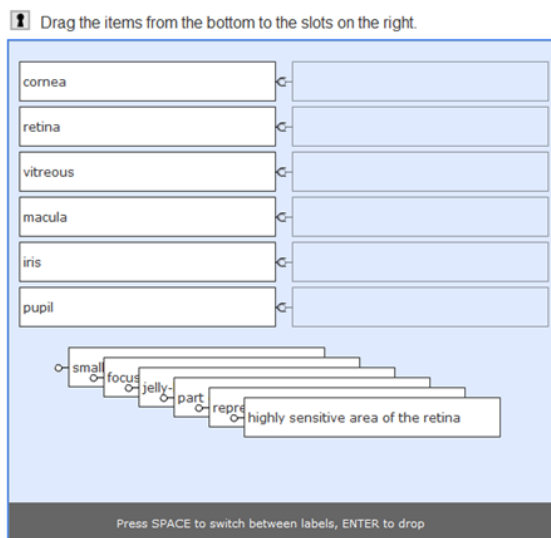 Drag the items from the bottom to the slots on the right.
cornea
retina
vitreous
macula
iris
pupil
small
focus
jelly-
part
repre
highly sensitive area of the retina
Press SPACE to switch between labels, ENTER to drop